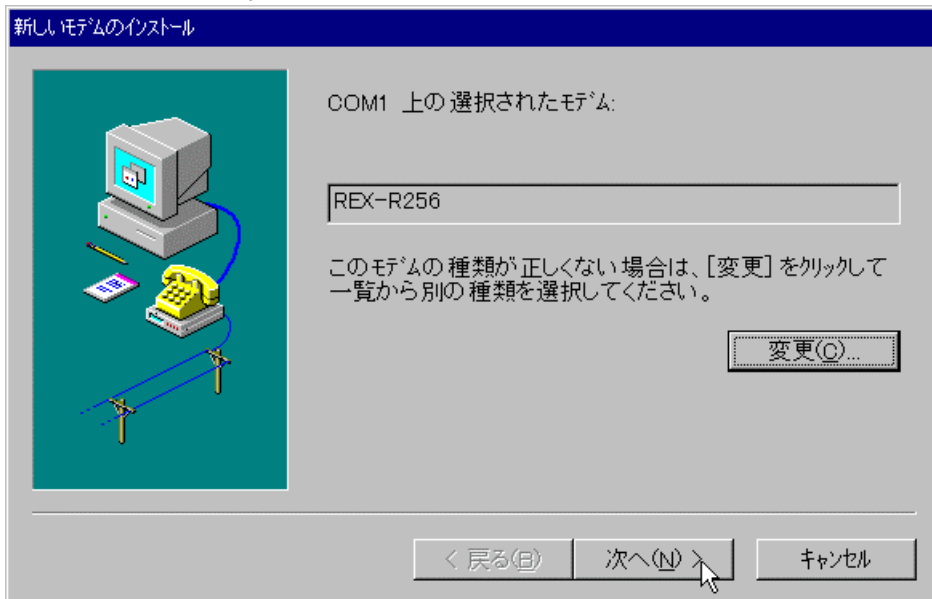 新しいモデムのインストール
COM1 上の選択されたモデム:
REX-R256
このモデムの種類が正しくない場合は、[変更] をクリックして
一覧から別の種類を選択してください。
変更(C)...
< 戻る(B)
次へ(N) >
キャンセル